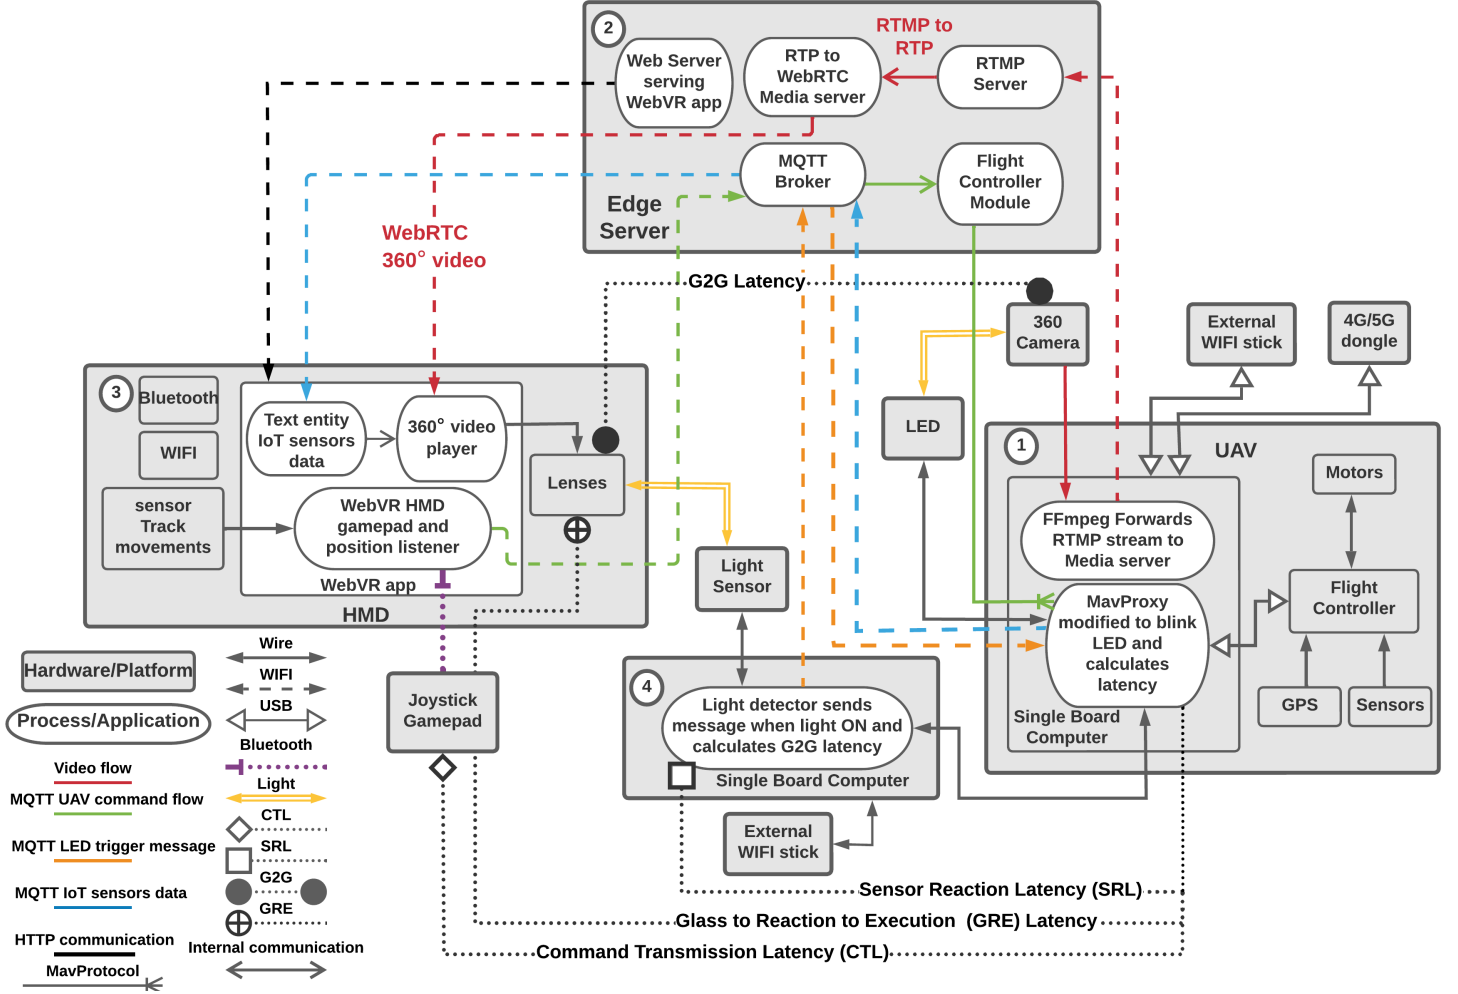 2
Web Server
serving
WebVR app
RTP to
WebRTC
Media server
RTMP to
RTP
RTMP
Server
MQTT
Broker
Flight
Controller
Module
Edge
Server
WebRTC
360° video
G2G Latency
360
Camera
External
WIFI stick
4G/5G
dongle
3
Bluetooth
WIFI
sensor
Track
movements
Text entity
IoT sensors
data
360° video
player
WebVR HMD
gamepad and
position listener
WebVR app
Lenses
HMD
LED
Light
Sensor
1
UAV
Motors
FFmpeg Forwards
RTMP stream to
Media server
MavProxy
modified to blink
LED and
calculates
latency
Single Board
Computer
Flight
Controller
GPS
Sensors
4
Light detector sends
message when light ON and
calculates G2G latency
Single Board Computer
External
WIFI stick
Joystick
Gamepad
Sensor Reaction Latency (SRL)
Glass to Reaction to Execution (GRE) Latency
Command Transmission Latency (CTL)
Hardware/Platform
Process/Application
Video flow
MQTT UAV command flow
MQTT LED trigger message
MQTT IoT sensors data
HTTP communication
MavProtocol
Wire
WIFI
USB
Bluetooth
Light
CTL
SRL
G2G
GRE
Internal communication